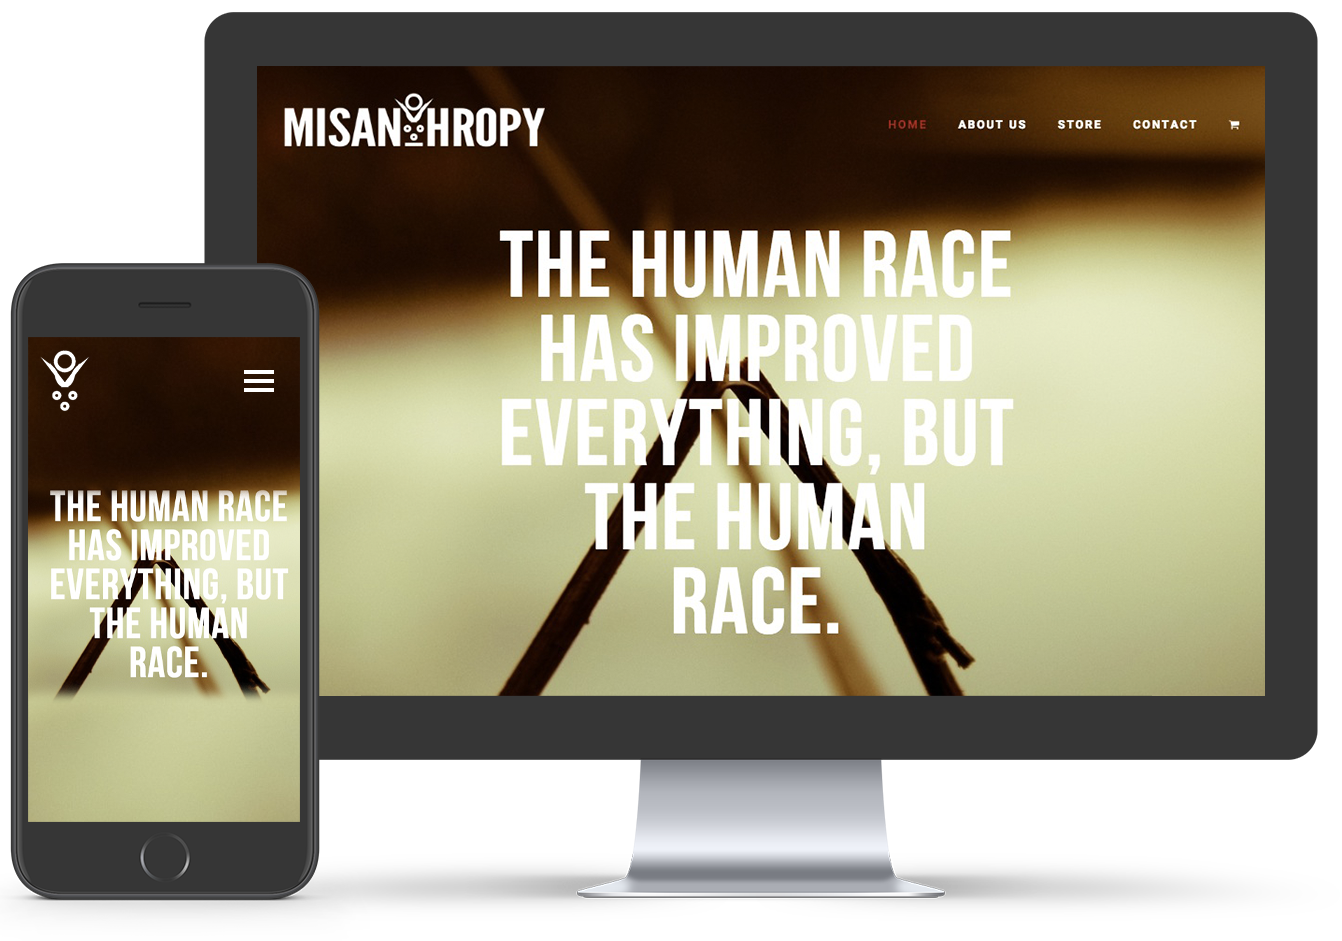 MISANTHROPY
HOME ABOUT US STORE CONTACT
THE HUMAN RACE
HAS IMPROVED
EVERYTHING, BUT
THE HUMAN
RACE.
THE HUMAN RACE
HAS IMPROVED
EVERYTHING, BUT
THE HUMAN
RACE.